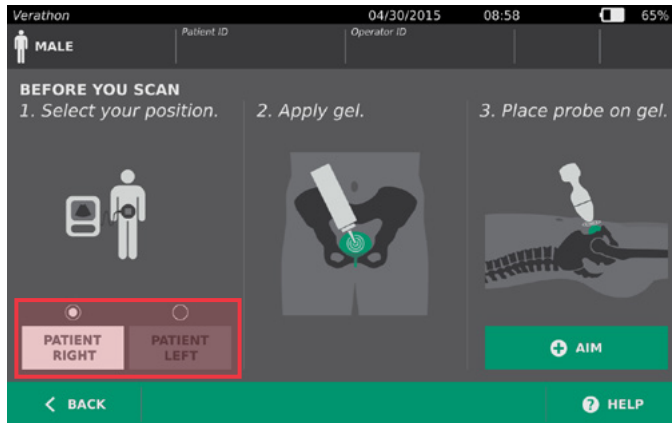 Verathon 04/30/2015 08:58 65%
MALE Patient ID Operator ID
BEFORE YOU SCAN
1. Select your position. 2. Apply gel. 3. Place probe on gel.
PATIENT RIGHT
PATIENT LEFT
AIM
BACK
HELP